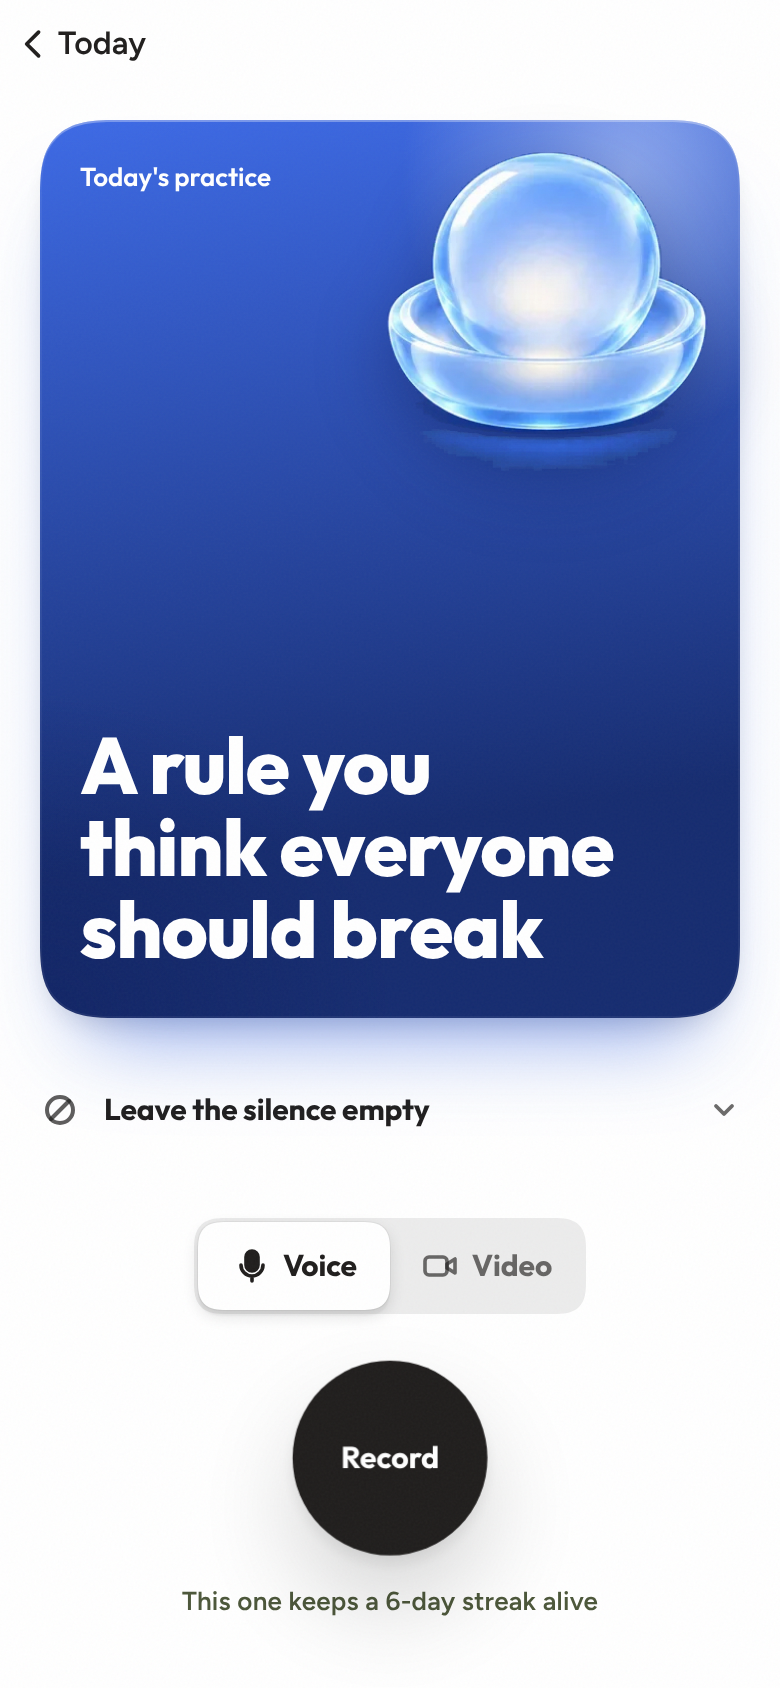 Today
Today's practice
A rule you
think everyone
should break
Leave the silence empty
Voice
Video
Record
This one keeps a 6-day streak alive